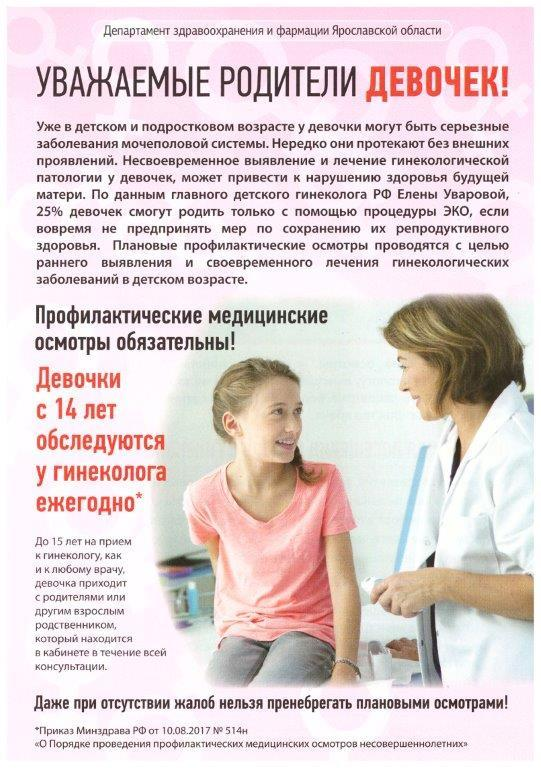 Департамент здравоохранения и фармации Ярославской области
УВАЖАЕМЫЕ РОДИТЕЛИ ДЕВОЧЕК!
Уже в детском и подростковом возрасте у девочки могут быть серьезные
заболевания мочеполовой системы. Нередко они протекают без внешних
проявлений. Несвоевременное выявление и лечение гинекологической
патологии у девочек, может привести к нарушению здоровья будущей
матери. По данным главного детского гинеколога РФ Елены Уваровой,
25% девочек смогут родить только с помощью процедуры ЭКО, если
вовремя не предпринять мер по сохранению их репродуктивного
здоровья. Плановые профилактические осмотры проводятся с целью
раннего выявления и своевременного лечения гинекологических
заболеваний в детском возрасте.
Профилактические медицинские
осмотры обязательны!
Девочки
с 14 лет
обследуются
у гинеколога
ежегодно*
До 15 лет на прием
к гинекологу, как
и к любому врачу,
девочка приходит
с родителями или
другим взрослым
родственником,
который находится
в кабинете в течение всей
консультации.
Даже при отсутствии жалоб нельзя пренебрегать плановыми осмотрами!
*Приказ Минздрава РФ от 10.08.2017 № 514н
«О Порядке проведения профилактических медицинских осмотров несовершеннолетних»